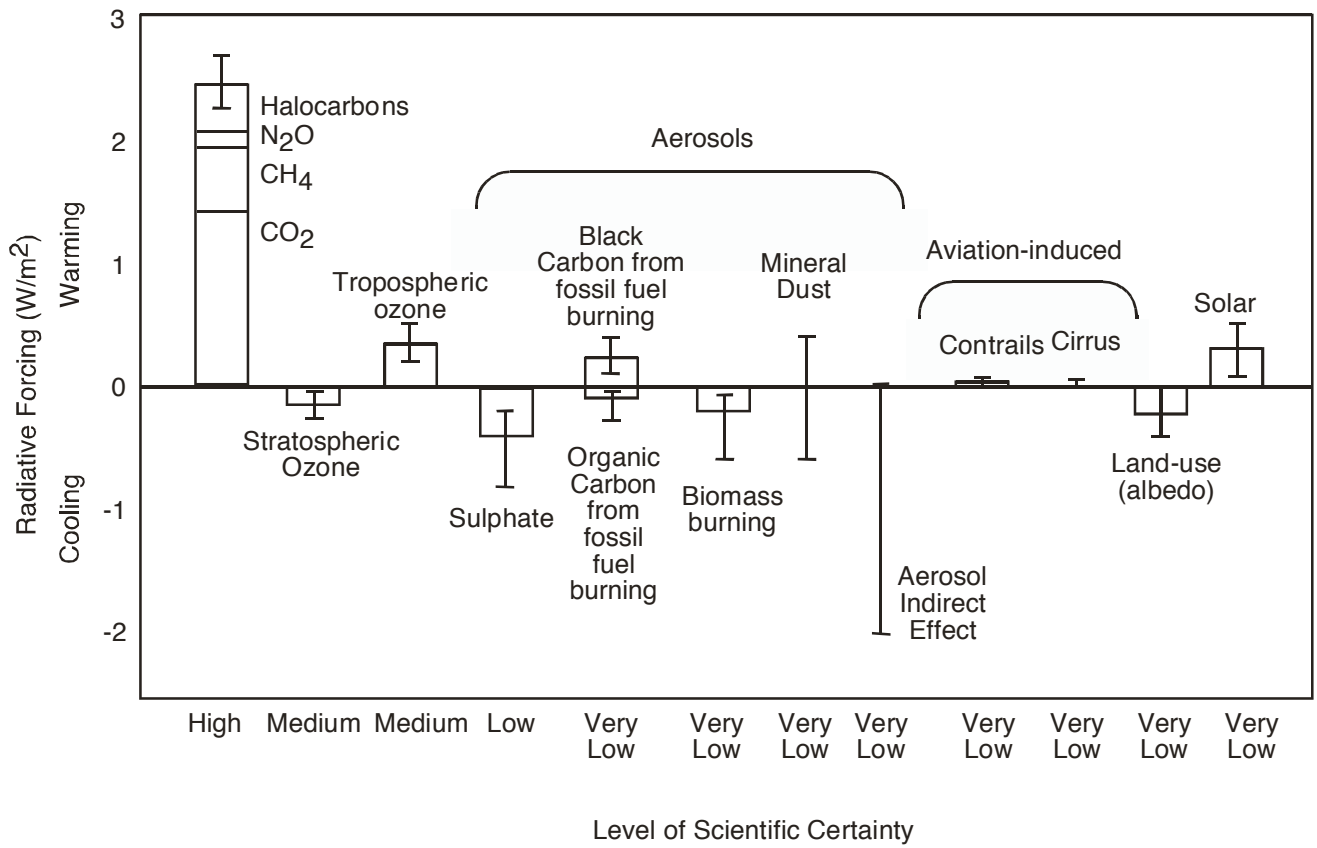 3
2
1
0
-1
-2
Radiative Forcing (W/m2)
Warming
Cooling
Halocarbons
N2O
CH4
CO2
Stratospheric
Ozone
Tropospheric
ozone
Aerosols
Sulphate
Black
Carbon from
fossil fuel
burning
Organic
Carbon
from
fossil
fuel
burning
Biomass
burning
Mineral
Dust
Aerosol
Indirect
Effect
Aviation-induced
Contrails
Cirrus
Land-use
(albedo)
Solar
High
Medium
Medium
Low
Very
Low
Very
Low
Very
Low
Very
Low
Very
Low
Very
Low
Very
Low
Very
Low
Level of Scientific Certainty